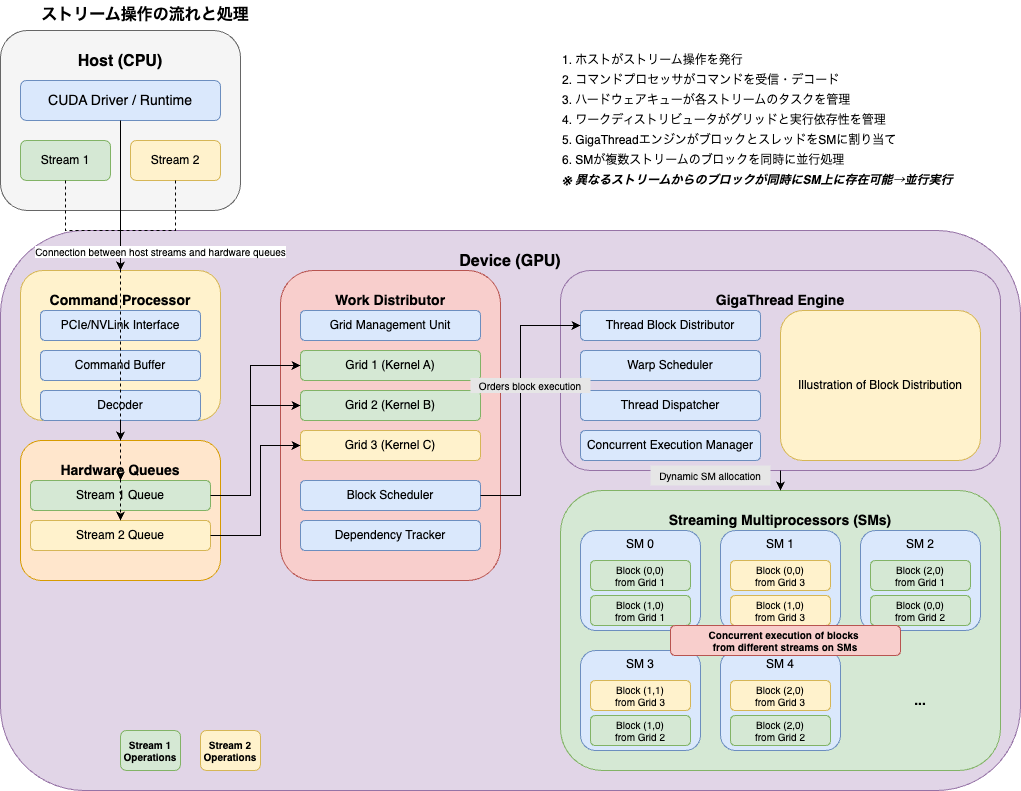 ストリーム操作の流れと処理
Host (CPU)
CUDA Driver / Runtime
Stream 1
Stream 2
1. ホストがストリーム操作を発行
2. コマンドプロセッサがコマンドを受信・デコード
3. ハードウェアキューが各ストリームのタスクを管理
4. ワークディストリビュータがグリッドと実行依存性を管理
5. GigaThreadエンジンがブロックとスレッドをSMに割り当て
6. SMが複数ストリームのブロックを同時に並行処理
※ 異なるストリームからのブロックが同時にSM上に存在可能→並行実行
Connection between host streams and hardware queues
Device (GPU)
Command Processor
PCIe/NVLink Interface
Command Buffer
Decoder
Hardware Queues
Stream 1 Queue
Stream 2 Queue
Work Distributor
Grid Management Unit
Grid 1 (Kernel A)
Grid 2 (Kernel B)
Grid 3 (Kernel C)
Block Scheduler
Dependency Tracker
Orders block execution
GigaThread Engine
Thread Block Distributor
Warp Scheduler
Thread Dispatcher
Concurrent Execution Manager
Illustration of Block Distribution
Dynamic SM allocation
Streaming Multiprocessors (SMs)
SM 0
Block (0,0)
from Grid 1
Block (1,0)
from Grid 1
SM 1
Block (0,0)
from Grid 3
Block (1,0)
from Grid 3
SM 2
Block (2,0)
from Grid 1
Block (0,0)
from Grid 2
Concurrent execution of blocks
from different streams on SMs
SM 3
Block (1,1)
from Grid 3
Block (1,0)
from Grid 2
SM 4
Block (2,0)
from Grid 3
Block (2,0)
from Grid 2
...
Stream 1
Operations
Stream 2
Operations